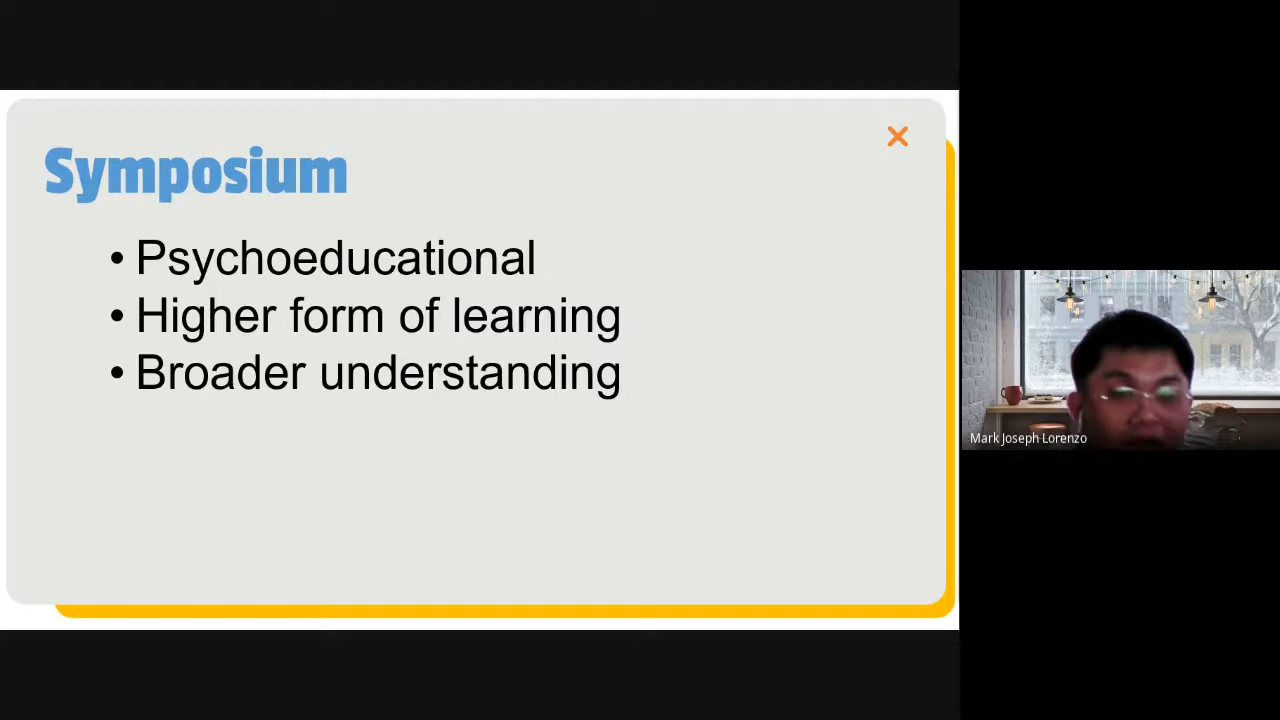 Symposium
• Psychoeducational
• Higher form of learning
• Broader understanding
Mark Joseph Lorenzo